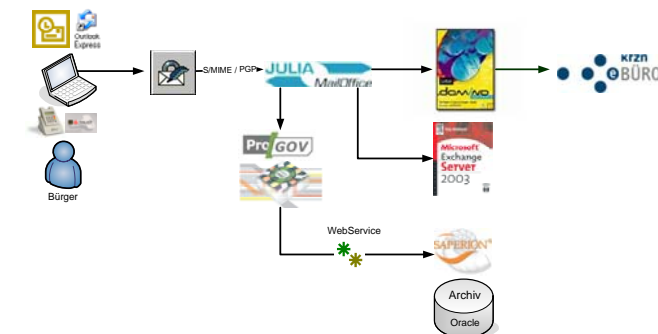 Outlook
Express
S/MIME / PGP
JULIA
MailOffice
domino
KRZN
eBÜRO
Pro GOV
Microsoft
Exchange
Server
2003
Bürger
WebService
SAPERION
Archiv
Oracle